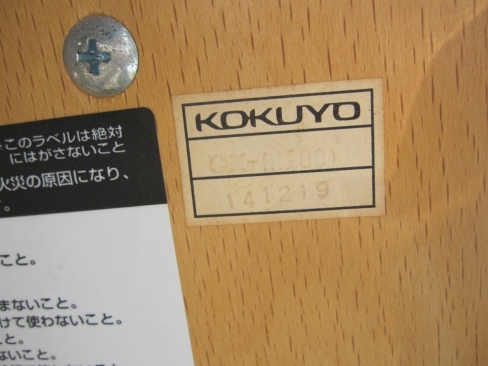 KOKUYO
141219
このラベルは絶対
にはがさないこと
火災の原因になり、
。
こと。
まないこと。
けて使わないこと。
こと。
ないこと。